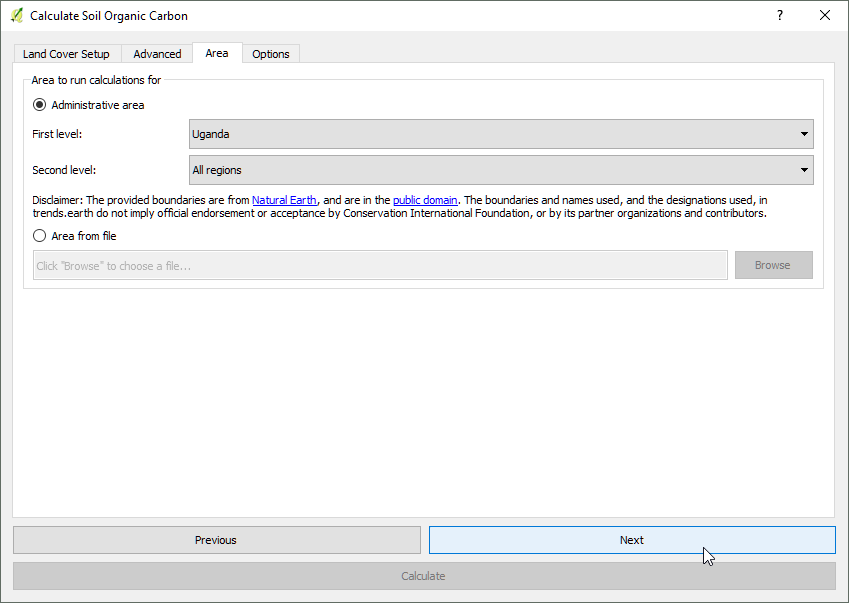 Calculate Soil Organic Carbon
Land Cover Setup
Advanced
Area
Options
Area to run calculations for
Administrative area
First level:
Uganda
Second level:
All regions
Disclaimer: The provided boundaries are from Natural Earth, and are in the public domain. The boundaries and names used, and the designations used, in
trends.earth do not imply official endorsement or acceptance by Conservation International Foundation, or by its partner organizations and contributors.
Area from file
Click "Browse" to choose a file...
Browse
Previous
Next
Calculate